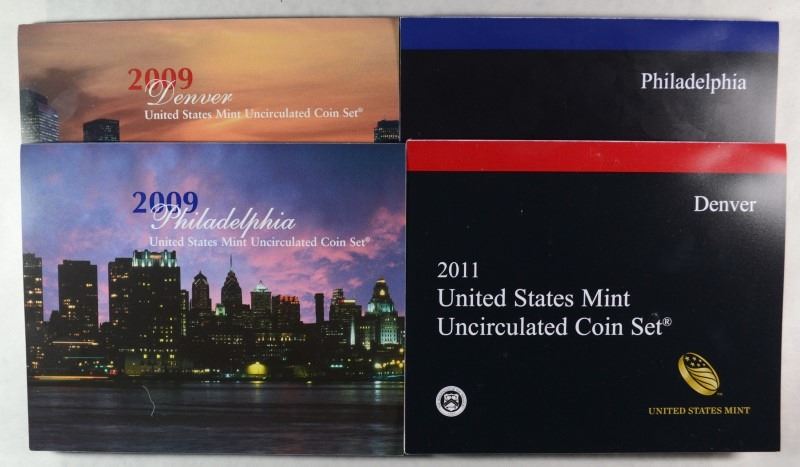 2009
Denver
United States Mint Uncirculated Coin Set®
Philadelphia
2009
Philadelphia
United States Mint Uncirculated Coin Set®
Denver
2011
United States Mint
Uncirculated Coin Set®
UNITED STATES MINT